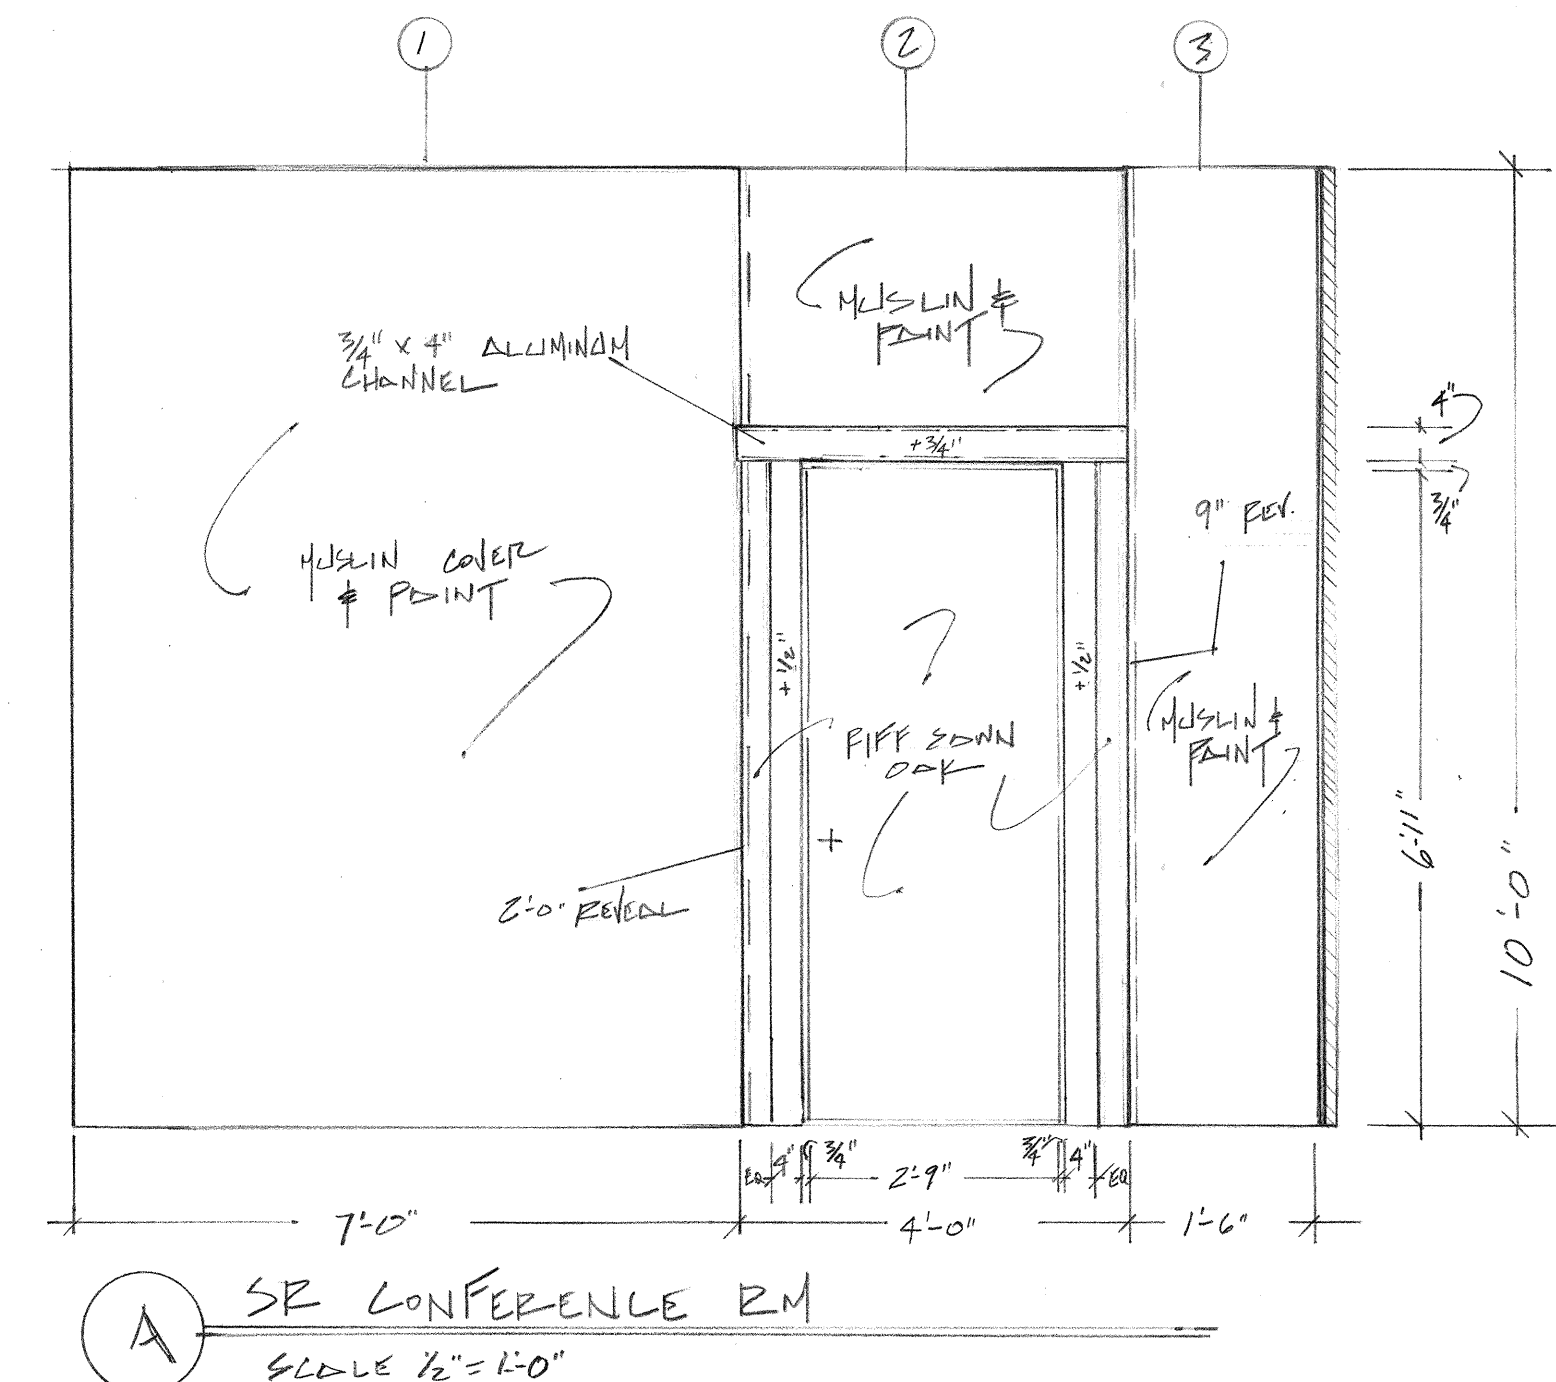 1
2
3
MUSLIN &
PAINT
3/4" X 4" ALUMINUM
CHANNEL
+3/4"
4"
3/4"
9" REV.
MUSLIN COVER
& PAINT
+1/2"
+1/2"
RIFF SAWN
OAK
MUSLIN &
PAINT
2'-0" REVEAL
6'-11"
10'-0"
EQ 4" 3/4" 2'-9" 3/4" 4" EQ
7'-0" 4'-0" 1'-6"
A
SR CONFERENCE RM
SCALE 1/2" = 1'-0"